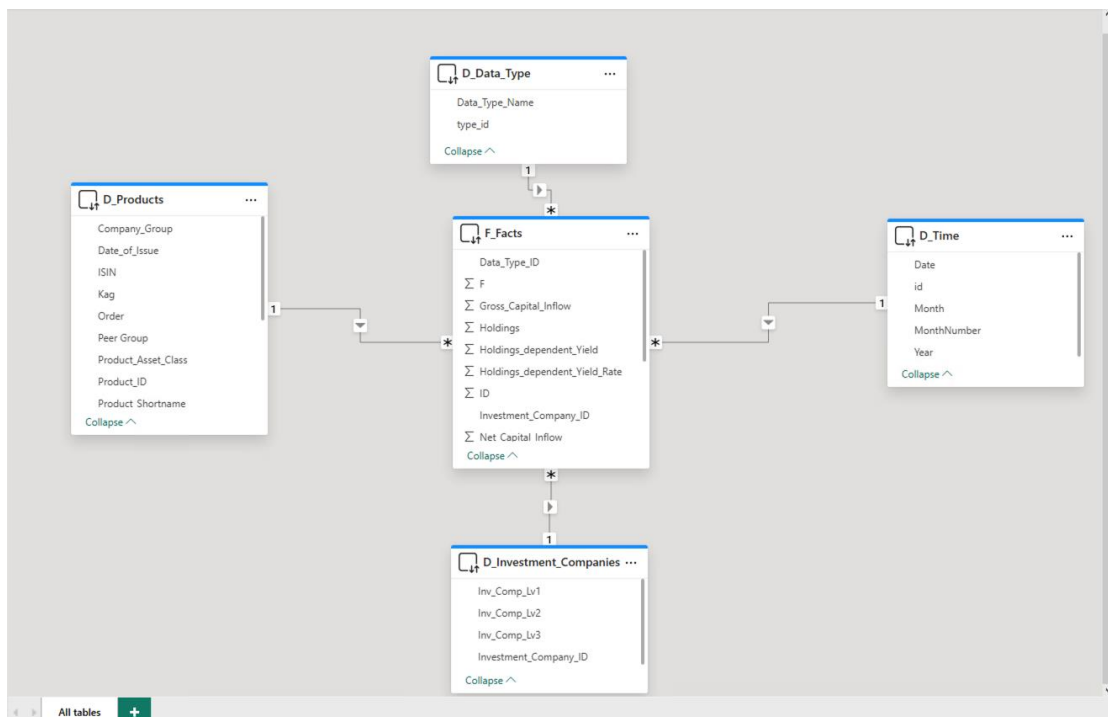 D_Data_Type
Data_Type_Name
type_id
Collapse
1
*
D_Products
Company_Group
Date_of_Issue
ISIN
Kag
Order
Peer Group
Product_Asset_Class
Product_ID
Product Shortname
Collapse
1
*
F_Facts
Data_Type_ID
Σ F
Σ Gross_Capital_Inflow
Σ Holdings
Σ Holdings_dependent_Yield
Σ Holdings_dependent_Yield_Rate
Σ ID
Investment_Company_ID
Σ Net Capital Inflow
Collapse
*
1
D_Time
Date
id
Month
MonthNumber
Year
Collapse
*
1
D_Investment_Companies
Inv_Comp_Lv1
Inv_Comp_Lv2
Inv_Comp_Lv3
Investment_Company_ID
Collapse
All tables
+